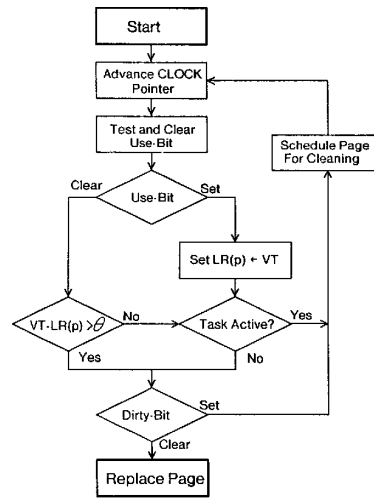 Start
Advance CLOCK
Pointer
Test and Clear
Use-Bit
Schedule Page
For Cleaning
Clear
Use-Bit
Set
Set LR(p) ← VT
VT-LR(p) >θ
No
Task Active?
Yes
Yes
No
Dirty-Bit
Set
Clear
Replace Page